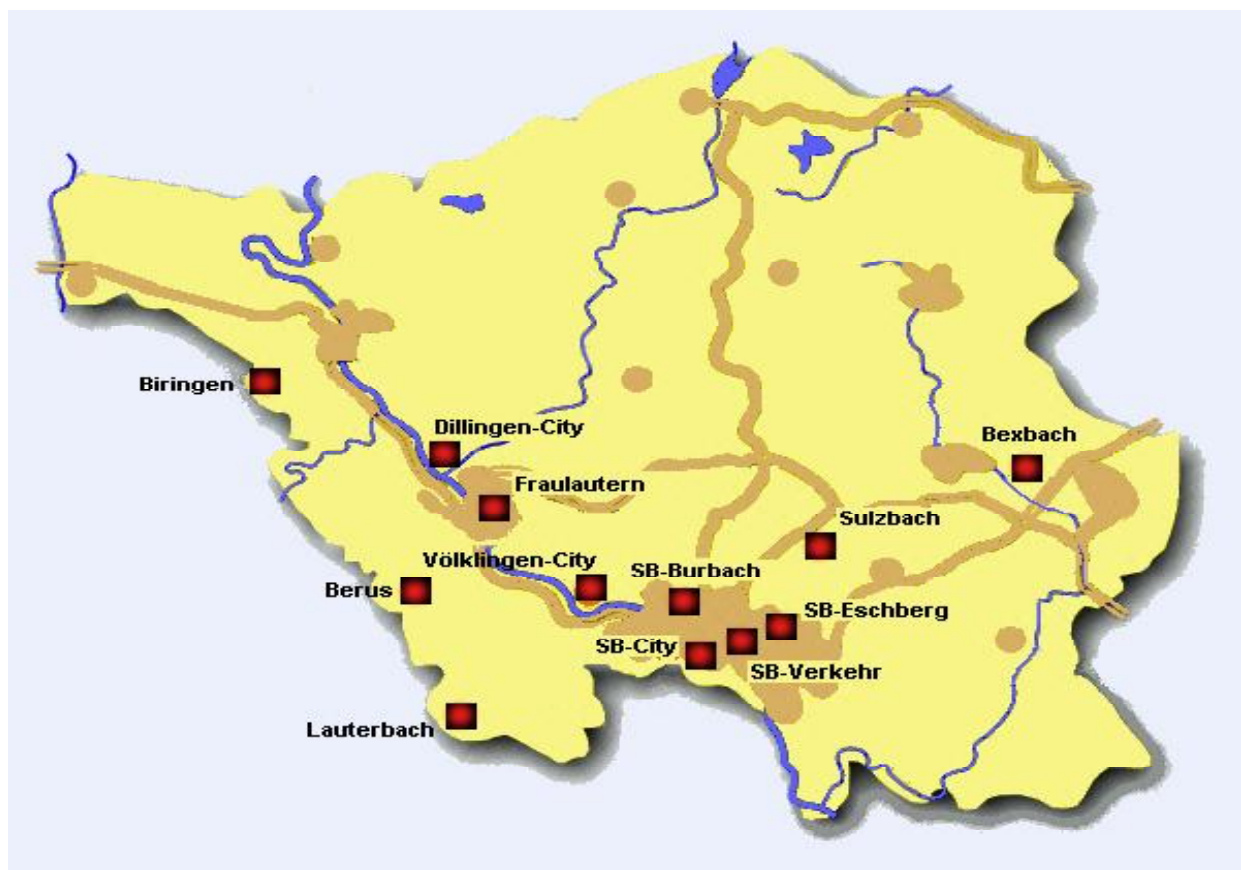 Biringen
Dillingen-City
Bexbach
Fraulautern
Sulzbach
Völklingen-City
SB-Burbach
Berus
SB-Eschberg
SB-City
SB-Verkehr
Lauterbach